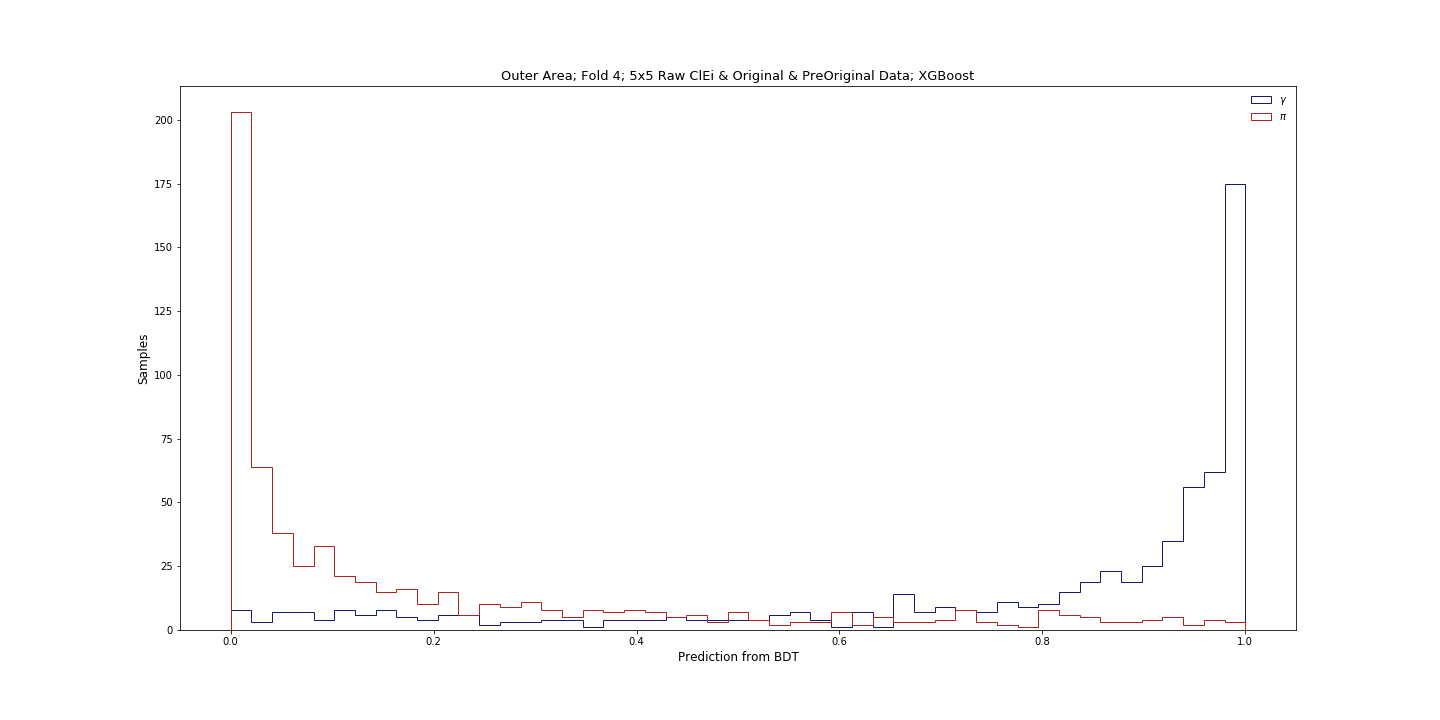 Outer Area; Fold 4; 5x5 Raw ClEi & Original & PreOriginal Data; XGBoost
γ
π
200
175
150
125
100
75
50
25
0
Samples
0.0 0.2 0.4 0.6 0.8 1.0
Prediction from BDT